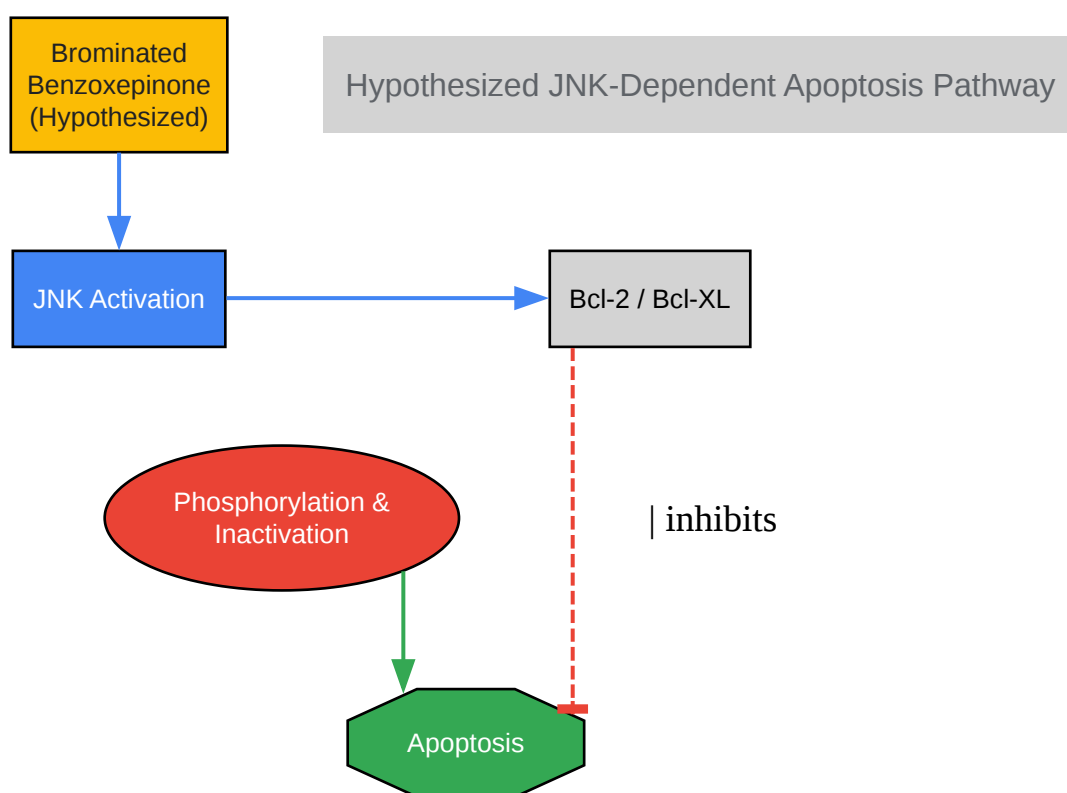 Brominated
Benzoxepinone
(Hypothesized)
Hypothesized JNK-Dependent Apoptosis Pathway
JNK Activation
Bcl-2 / Bcl-XL
Phosphorylation &
Inactivation
| inhibits
Apoptosis